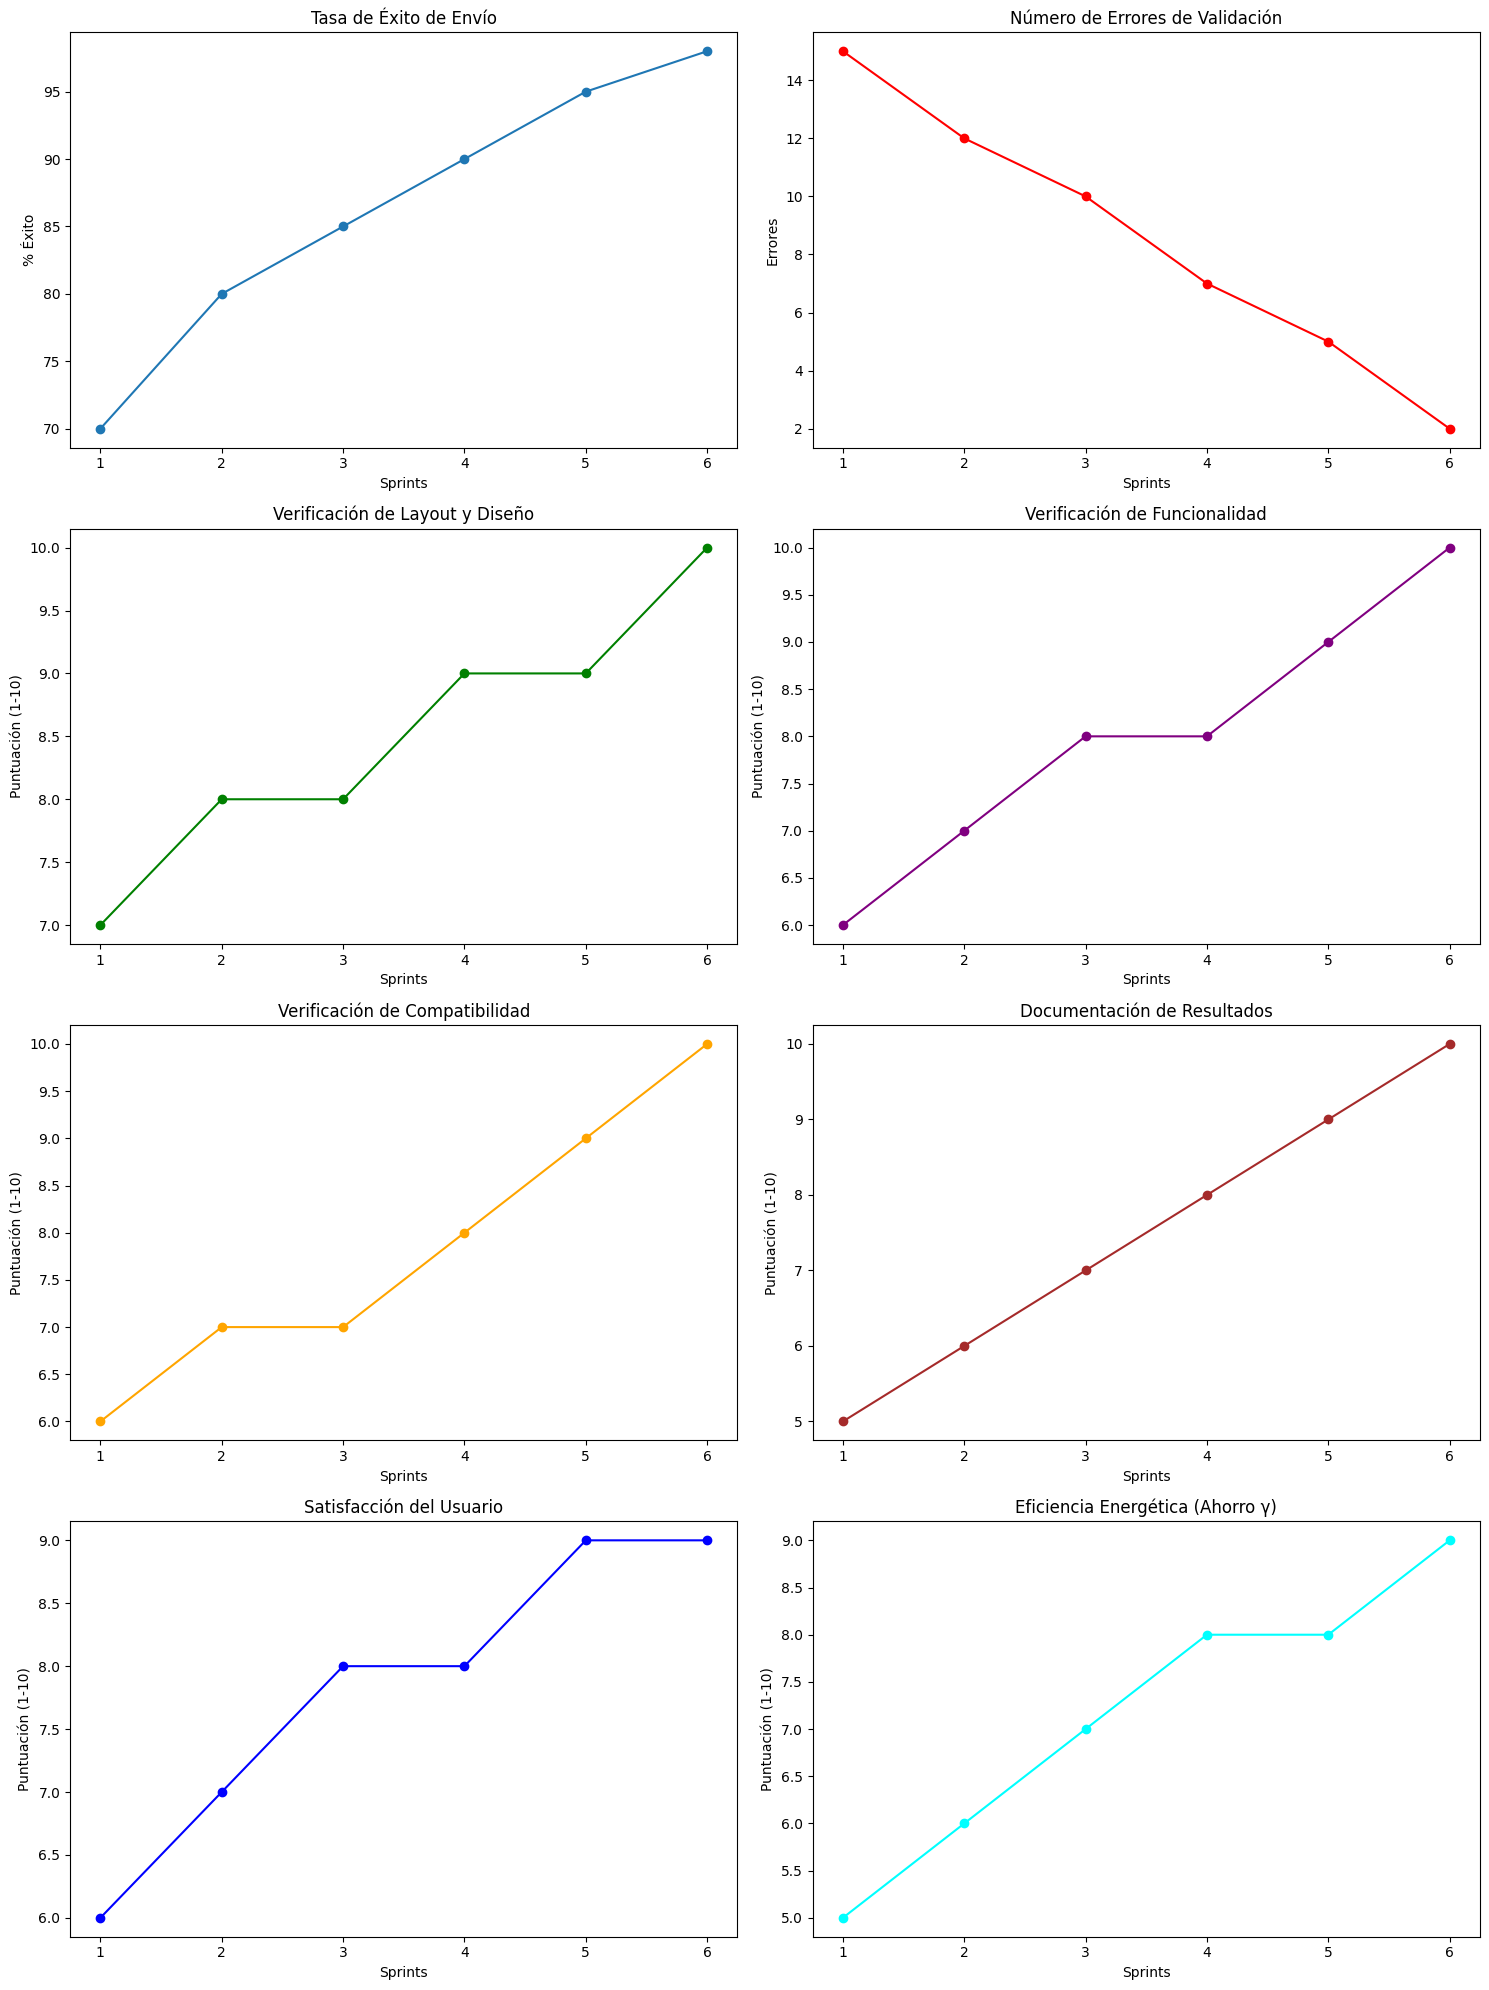 Tasa de Éxito de Envío
% Éxito
95
90
85
80
75
70
1 2 3 4 5 6
Sprints
Número de Errores de Validación
Errores
14
12
10
8
6
4
2
1 2 3 4 5 6
Sprints
Verificación de Layout y Diseño
Puntuación (1-10)
10.0
9.5
9.0
8.5
8.0
7.5
7.0
1 2 3 4 5 6
Sprints
Verificación de Funcionalidad
Puntuación (1-10)
10.0
9.5
9.0
8.5
8.0
7.5
7.0
6.5
6.0
1 2 3 4 5 6
Sprints
Verificación de Compatibilidad
Puntuación (1-10)
10.0
9.5
9.0
8.5
8.0
7.5
7.0
6.5
6.0
1 2 3 4 5 6
Sprints
Documentación de Resultados
Puntuación (1-10)
10
9
8
7
6
5
1 2 3 4 5 6
Sprints
Satisfacción del Usuario
Puntuación (1-10)
9.0
8.5
8.0
7.5
7.0
6.5
6.0
1 2 3 4 5 6
Sprints
Eficiencia Energética (Ahorro γ)
Puntuación (1-10)
9.0
8.5
8.0
7.5
7.0
6.5
6.0
5.5
5.0
1 2 3 4 5 6
Sprints